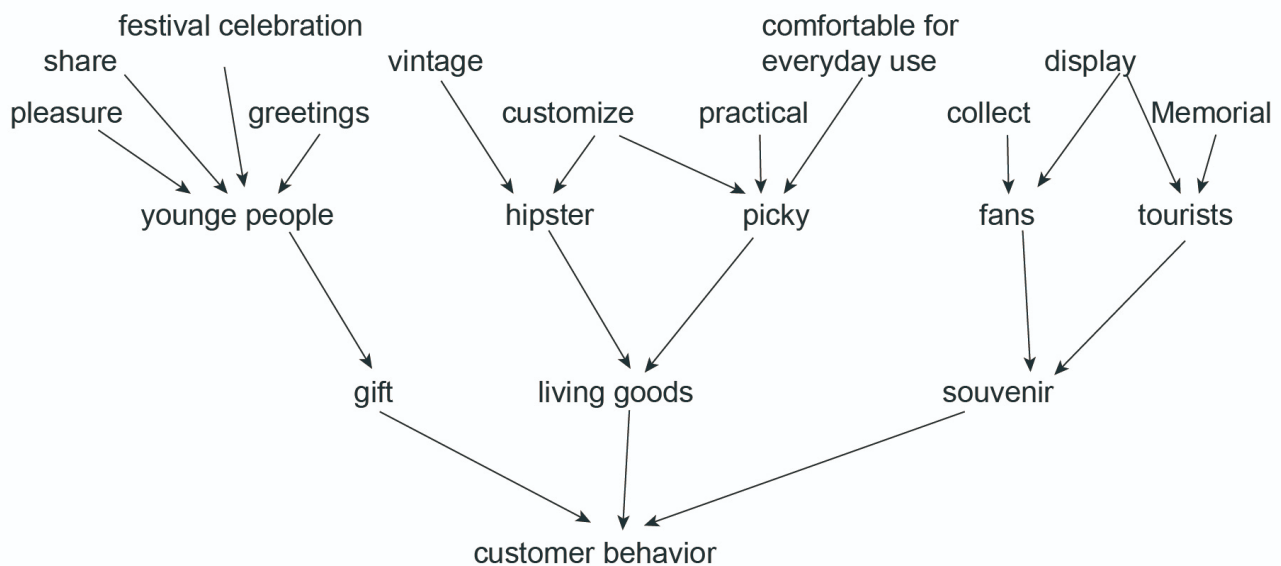 festival celebration
share
pleasure
greetings
vintage
customize
practical
comfortable for
everyday use
display
collect
Memorial
younge people
hipster
picky
fans
tourists
gift
living goods
souvenir
customer behavior